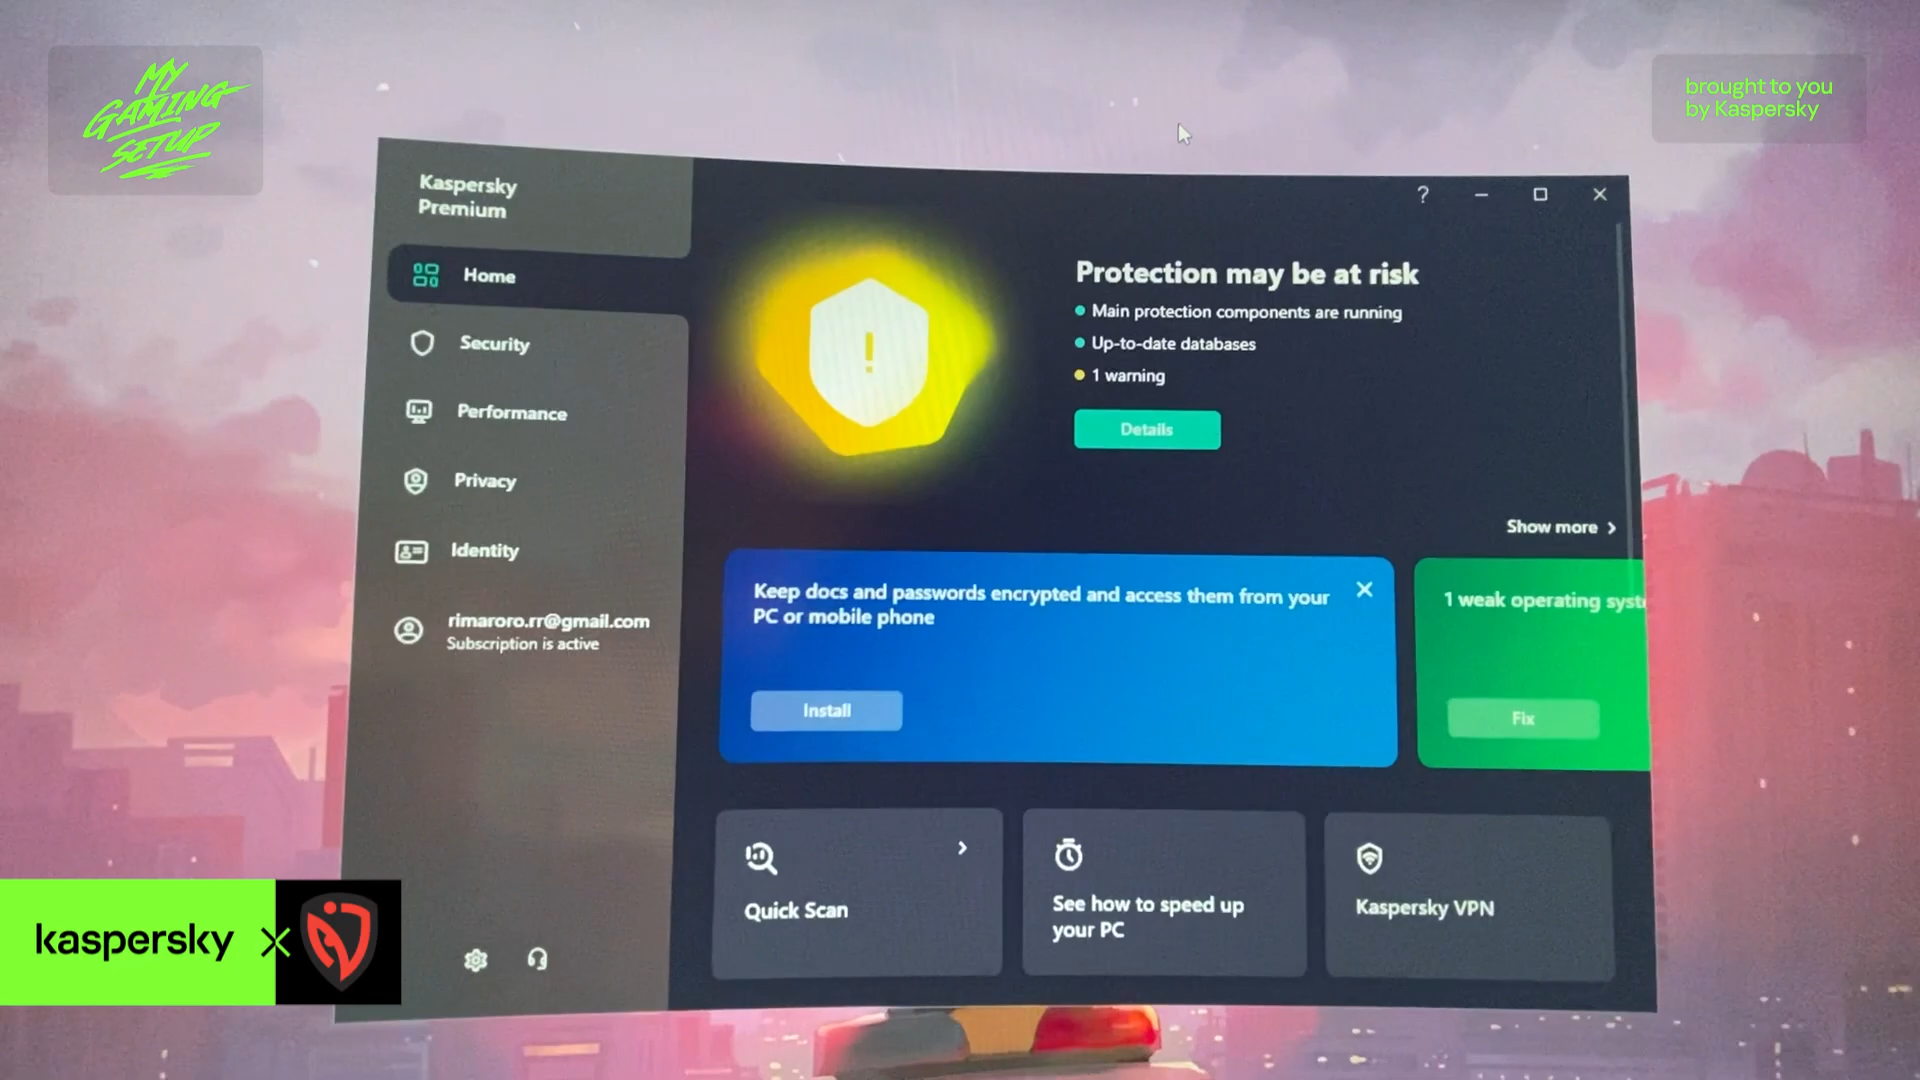 MY
GAMING
SETUP
brought to you
by Kaspersky
Kaspersky
Premium
Home
Security
Performance
Privacy
Identity
rimaroro.rr@gmail.com
Subscription is active
?
Protection may be at risk
Main protection components are running
Up-to-date databases
1 warning
Details
Show more
Keep docs and passwords encrypted and access them from your
PC or mobile phone
Install
1 weak operating
Fix
Quick Scan
See how to speed up
your PC
Kaspersky VPN
kaspersky